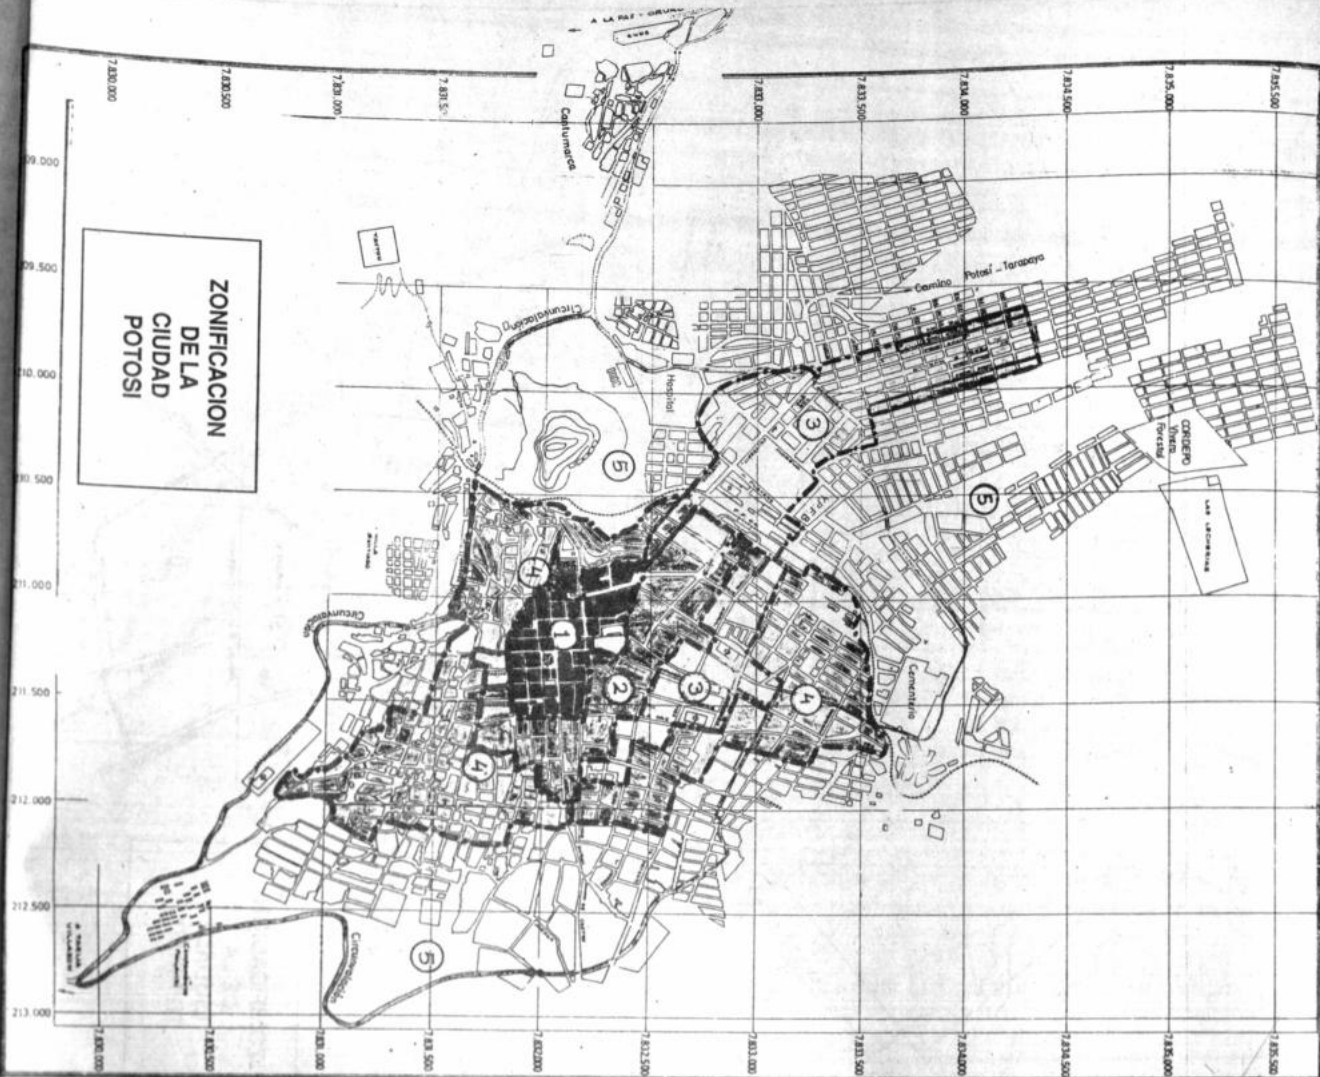 ZONIFICACION
DE LA
CIUDAD
POTOSI
A LA PAZ - ORURO
Cantumarca
7.830.000
7.830.500
7.831.000
7.833.000
7.833.500
7.834.000
7.834.500
7.835.000
7.835.500
09.000
09.500
210.000
210.500
211.000
211.500
212.000
212.500
213.000
Camino Potosí - Tarapaya
Circunvalación
Hospital
CORDEPO
Vivero
Forestal
LAS LECHERIAS
Y.P.F.B.
Cementerio
Circunvalación
Circunvalación
3
5
5
4
1
2
3
4
4
5
A TARIJA
VILLAZON
7.830.000
7.830.500
7.831.000
7.831.500
7.832.000
7.832.500
7.833.000
7.833.500
7.834.000
7.834.500
7.835.000
7.835.500